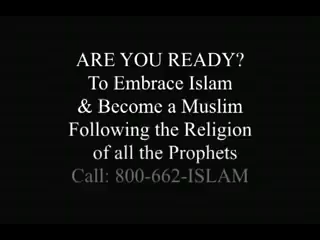 ARE YOU READY?
To Embrace Islam
& Become a Muslim
Following the Religion
of all the Prophets
Call: 800-662-ISLAM